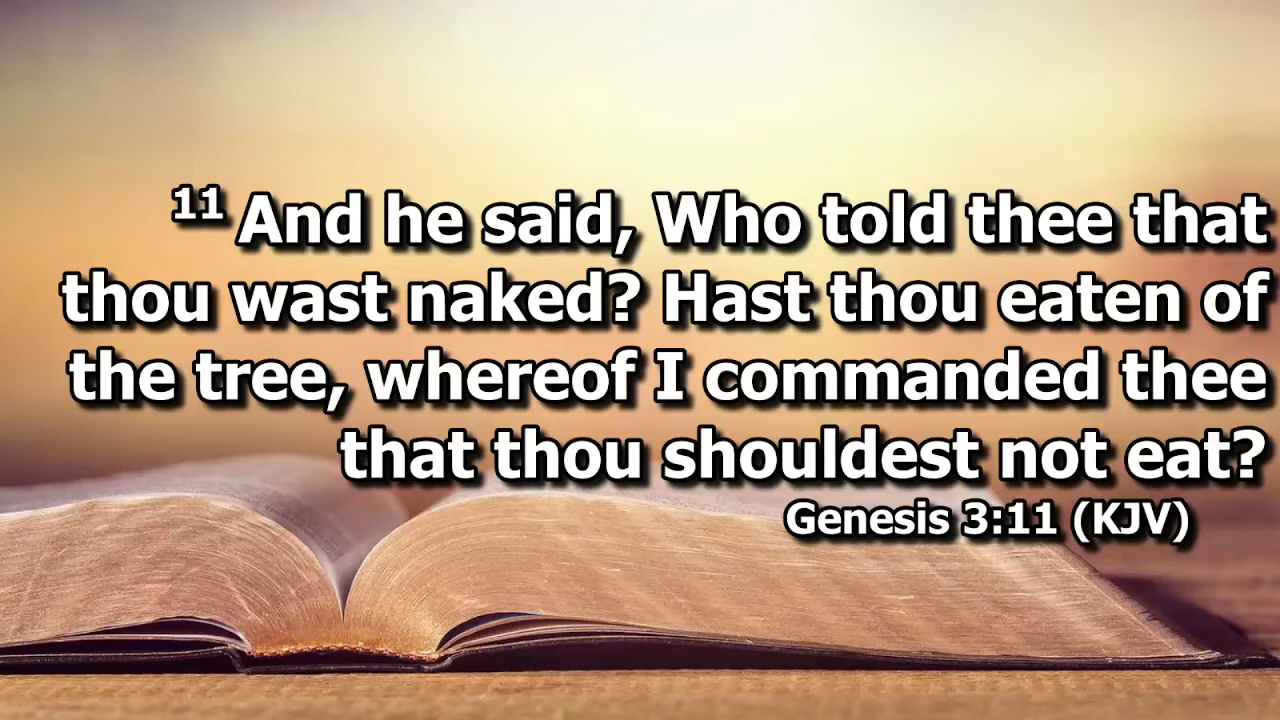 11 And he said, Who told thee that
thou wast naked? Hast thou eaten of
the tree, whereof I commanded thee
that thou shouldest not eat?
Genesis 3:11 (KJV)